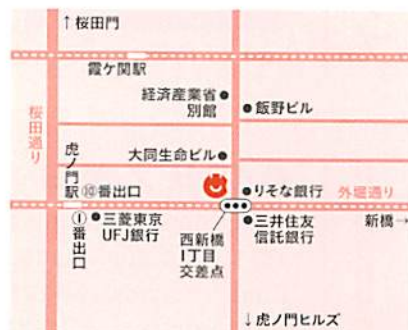 ↑桜田門
霞ケ関駅
経済産業省
別館
飯野ビル
桜田通り
虎ノ門駅
大同生命ビル
⑩番出口
りそな銀行
外堀通り
①番出口
三菱東京
UFJ銀行
西新橋
1丁目
交差点
三井住友
信託銀行
新橋→
↓虎ノ門ヒルズ